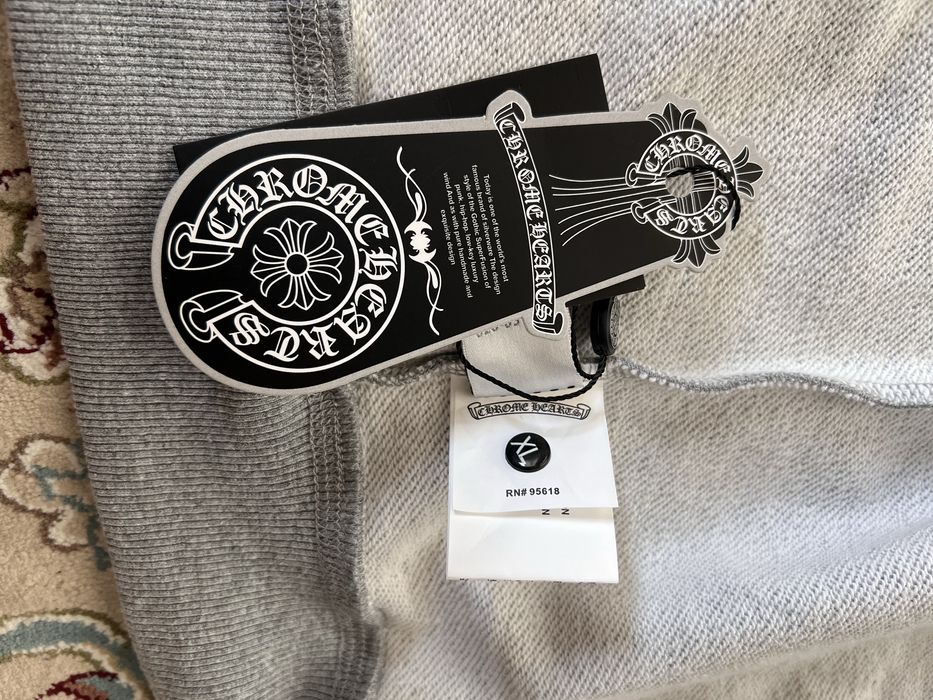 CHROME HEARTS
Today is one of the world's most
famous brand of silverware The design
style of the Gothic SuperFusion of
punk, hip-hop. low-key luxury
wind And as with pure handmade and
exquisite design
CHROME HEARTS
CHROME HEARTS
CHROME HEARTS
XL
RN# 95618
N
N